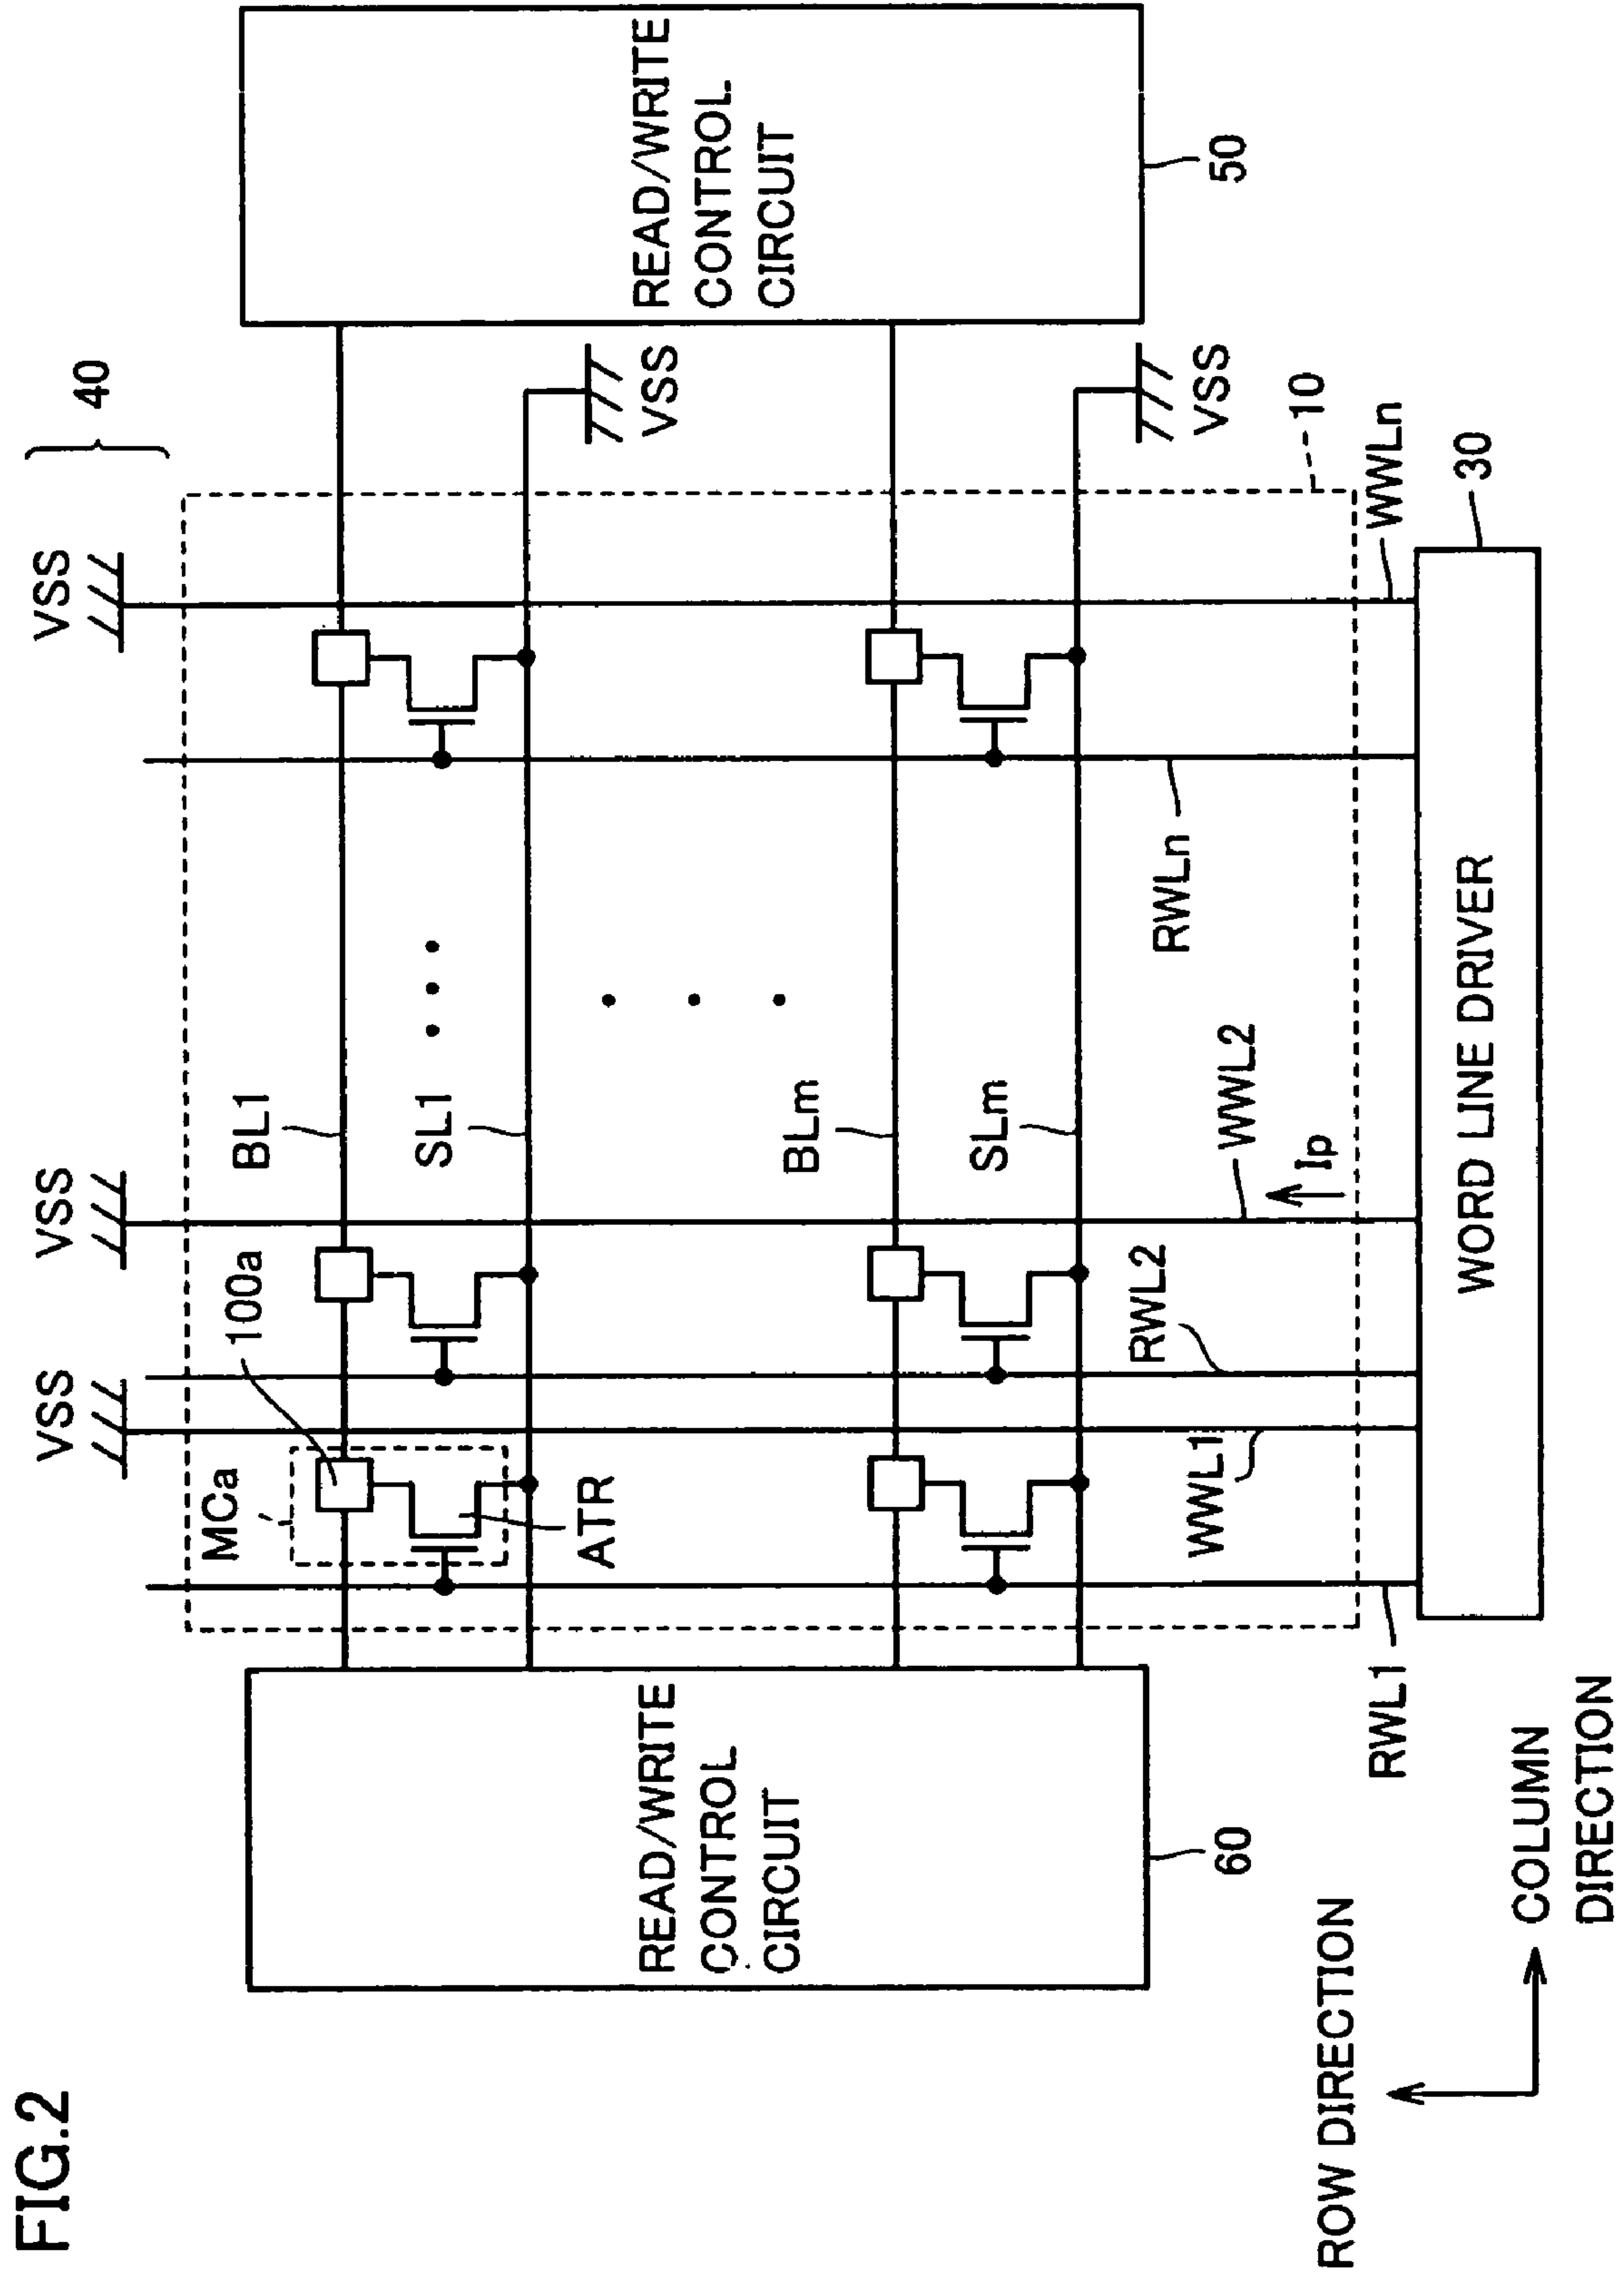 FIG.2
40
VSS
VSS
VSS
MCa
100a
BL1
SL1
ATR
VSS
READ/WRITE
CONTROL
CIRCUIT
60
READ/WRITE
CONTROL
CIRCUIT
50
BLm
SLm
VSS
WWL1
RWL2
WWL2
Ip
RWLn
10
RWL1
WWLn
30
WORD LINE DRIVER
ROW DIRECTION
COLUMN
DIRECTION